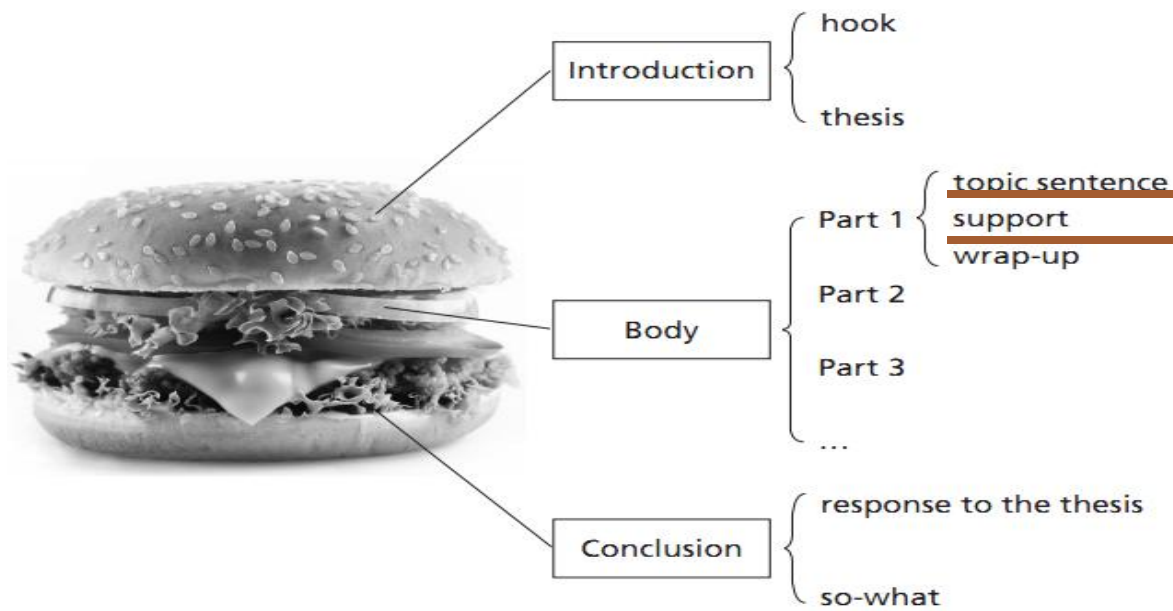 Introduction
hook
thesis
Body
Part 1
topic sentence
support
wrap-up
Part 2
Part 3
...
Conclusion
response to the thesis
so-what